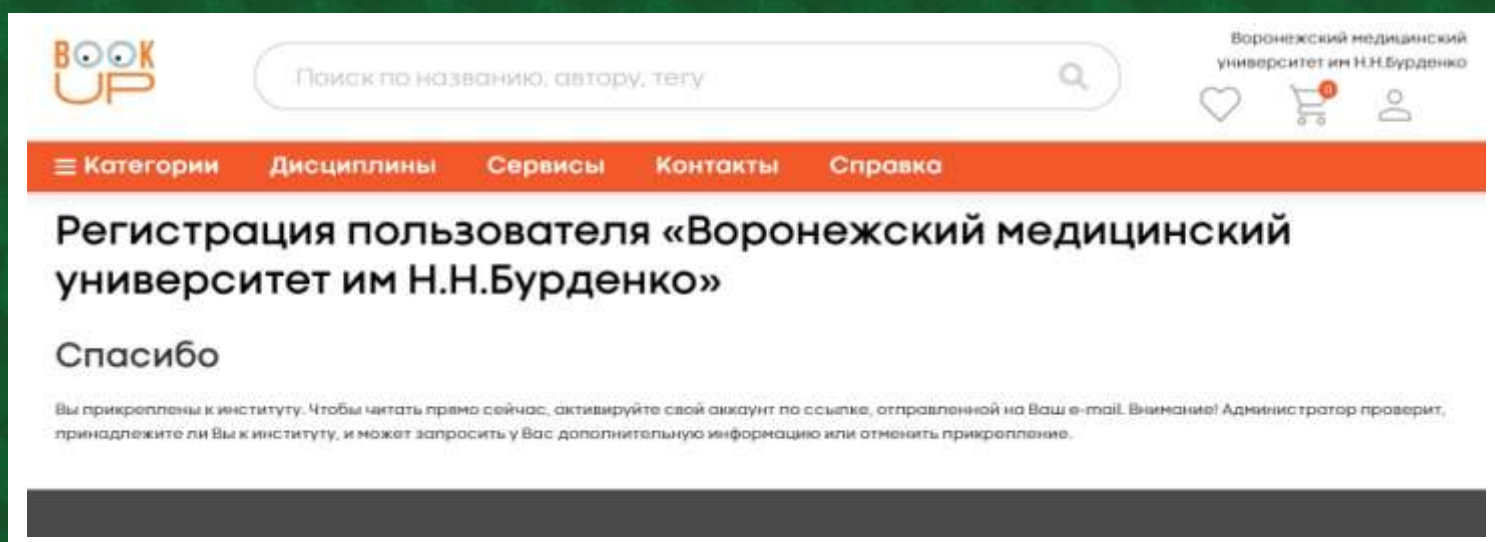 BOOK UP
Поиск по названию, автору, тегу
Воронежский медицинский
университет им Н.Н.Бурденко
0
Категории Дисциплины Сервисы Контакты Справка
Регистрация пользователя «Воронежский медицинский
университет им Н.Н.Бурденко»
Спасибо
Вы прикреплены к институту. Чтобы читать прямо сейчас, активируйте свой аккаунт по ссылке, отправленной на Ваш e-mail. Внимание! Администратор проверит,
принадлежите ли Вы к институту, и может запросить у Вас дополнительную информацию или отменить прикрепление.